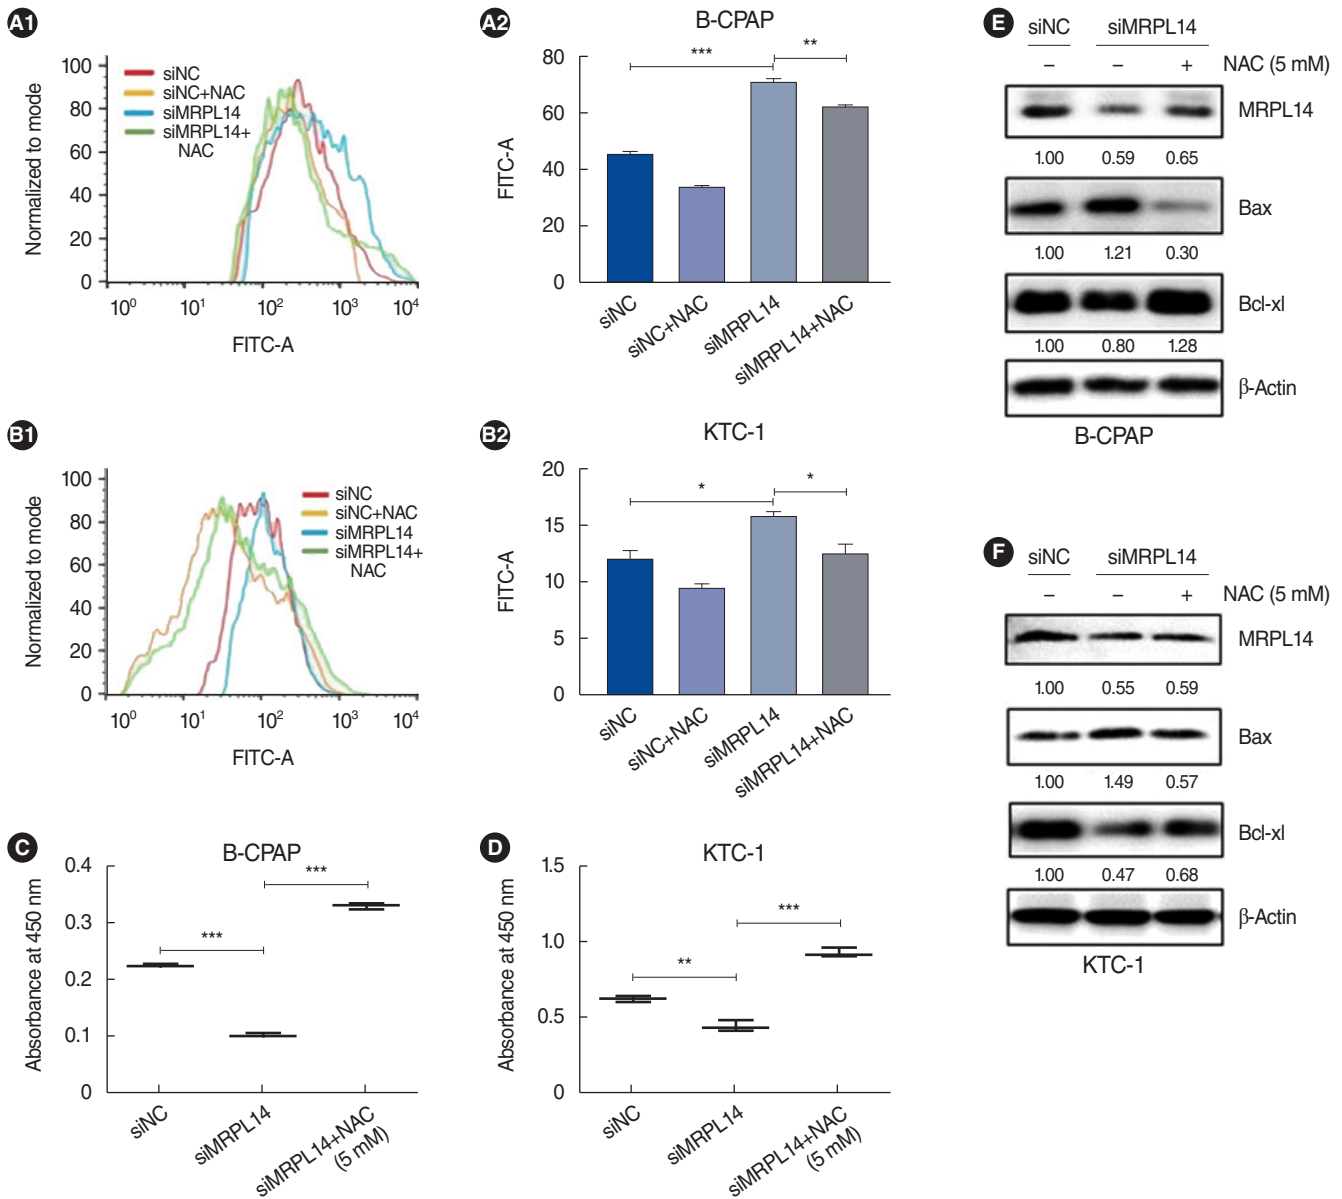 A1
100
80
60
40
20
0
Normalized to mode
siNC
siNC+NAC
siMRPL14
siMRPL14+
NAC
10⁰ 10¹ 10² 10³ 10⁴
FITC-A
A2
B-CPAP
80
60
40
20
0
FITC-A
***
**
siNC
siNC+NAC
siMRPL14
siMRPL14+NAC
B1
100
80
60
40
20
0
Normalized to mode
siNC
siNC+NAC
siMRPL14
siMRPL14+
NAC
10⁰ 10¹ 10² 10³ 10⁴
FITC-A
B2
KTC-1
20
15
10
5
0
FITC-A
*
*
siNC
siNC+NAC
siMRPL14
siMRPL14+NAC
C
B-CPAP
0.4
0.3
0.2
0.1
0
Absorbance at 450 nm
***
***
siNC
siMRPL14
siMRPL14+NAC
(5 mM)
D
KTC-1
1.5
1.0
0.5
0
Absorbance at 450 nm
**
***
siNC
siMRPL14
siMRPL14+NAC
(5 mM)
E
siNC siMRPL14
– – + NAC (5 mM)
MRPL14
1.00 0.59 0.65
Bax
1.00 1.21 0.30
Bcl-xl
1.00 0.80 1.28
β-Actin
B-CPAP
F
siNC siMRPL14
– – + NAC (5 mM)
MRPL14
1.00 0.55 0.59
Bax
1.00 1.49 0.57
Bcl-xl
1.00 0.47 0.68
β-Actin
KTC-1